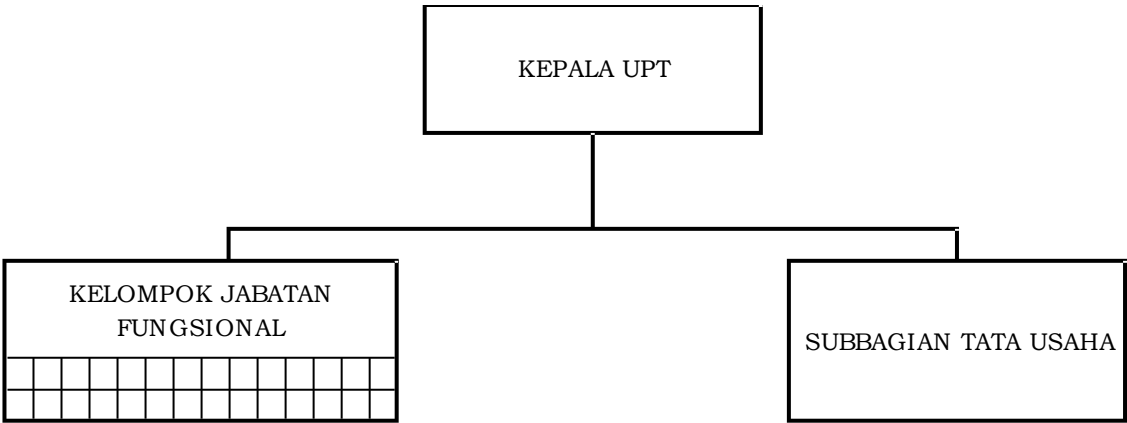 KEPALA UPT
KELOMPOK JABATAN
FUNGSIONAL
SUBBAGIAN TATA USAHA